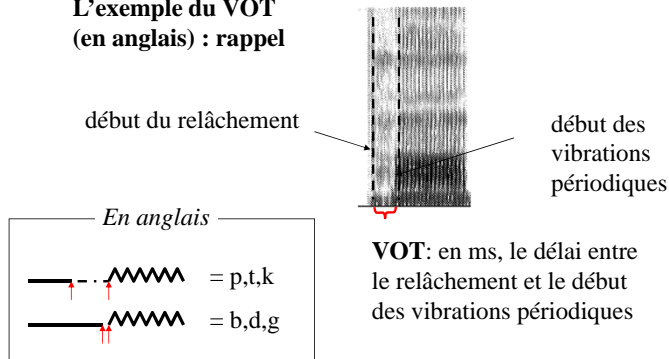 L'exemple du VOT
(en anglais) : rappel
début du relâchement
début des
vibrations
périodiques
En anglais
= p,t,k
= b,d,g
VOT: en ms, le délai entre
le relâchement et le début
des vibrations périodiques